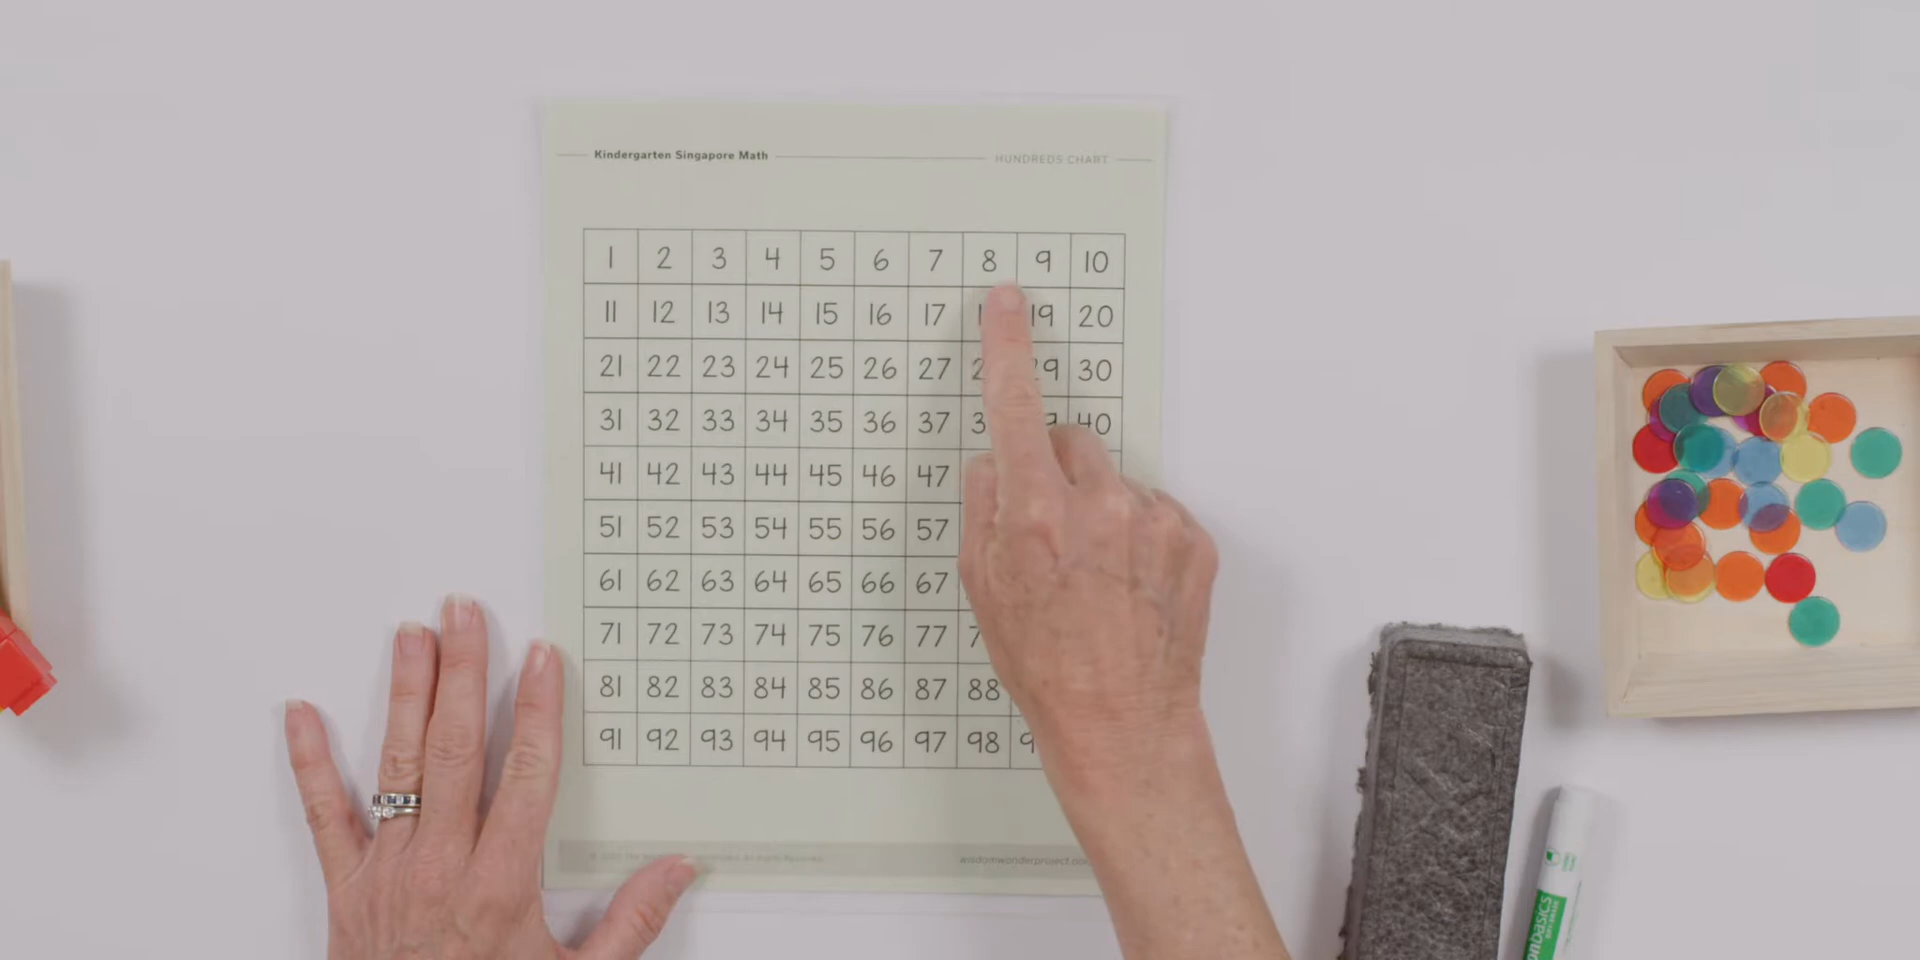 Kindergarten Singapore Math HUNDREDS CHART
1 2 3 4 5 6 7 8 9 10
11 12 13 14 15 16 17 19 20
21 22 23 24 25 26 27 30
31 32 33 34 35 36 37 40
41 42 43 44 45 46 47
51 52 53 54 55 56 57
61 62 63 64 65 66 67
71 72 73 74 75 76 77
81 82 83 84 85 86 87 88
91 92 93 94 95 96 97 98